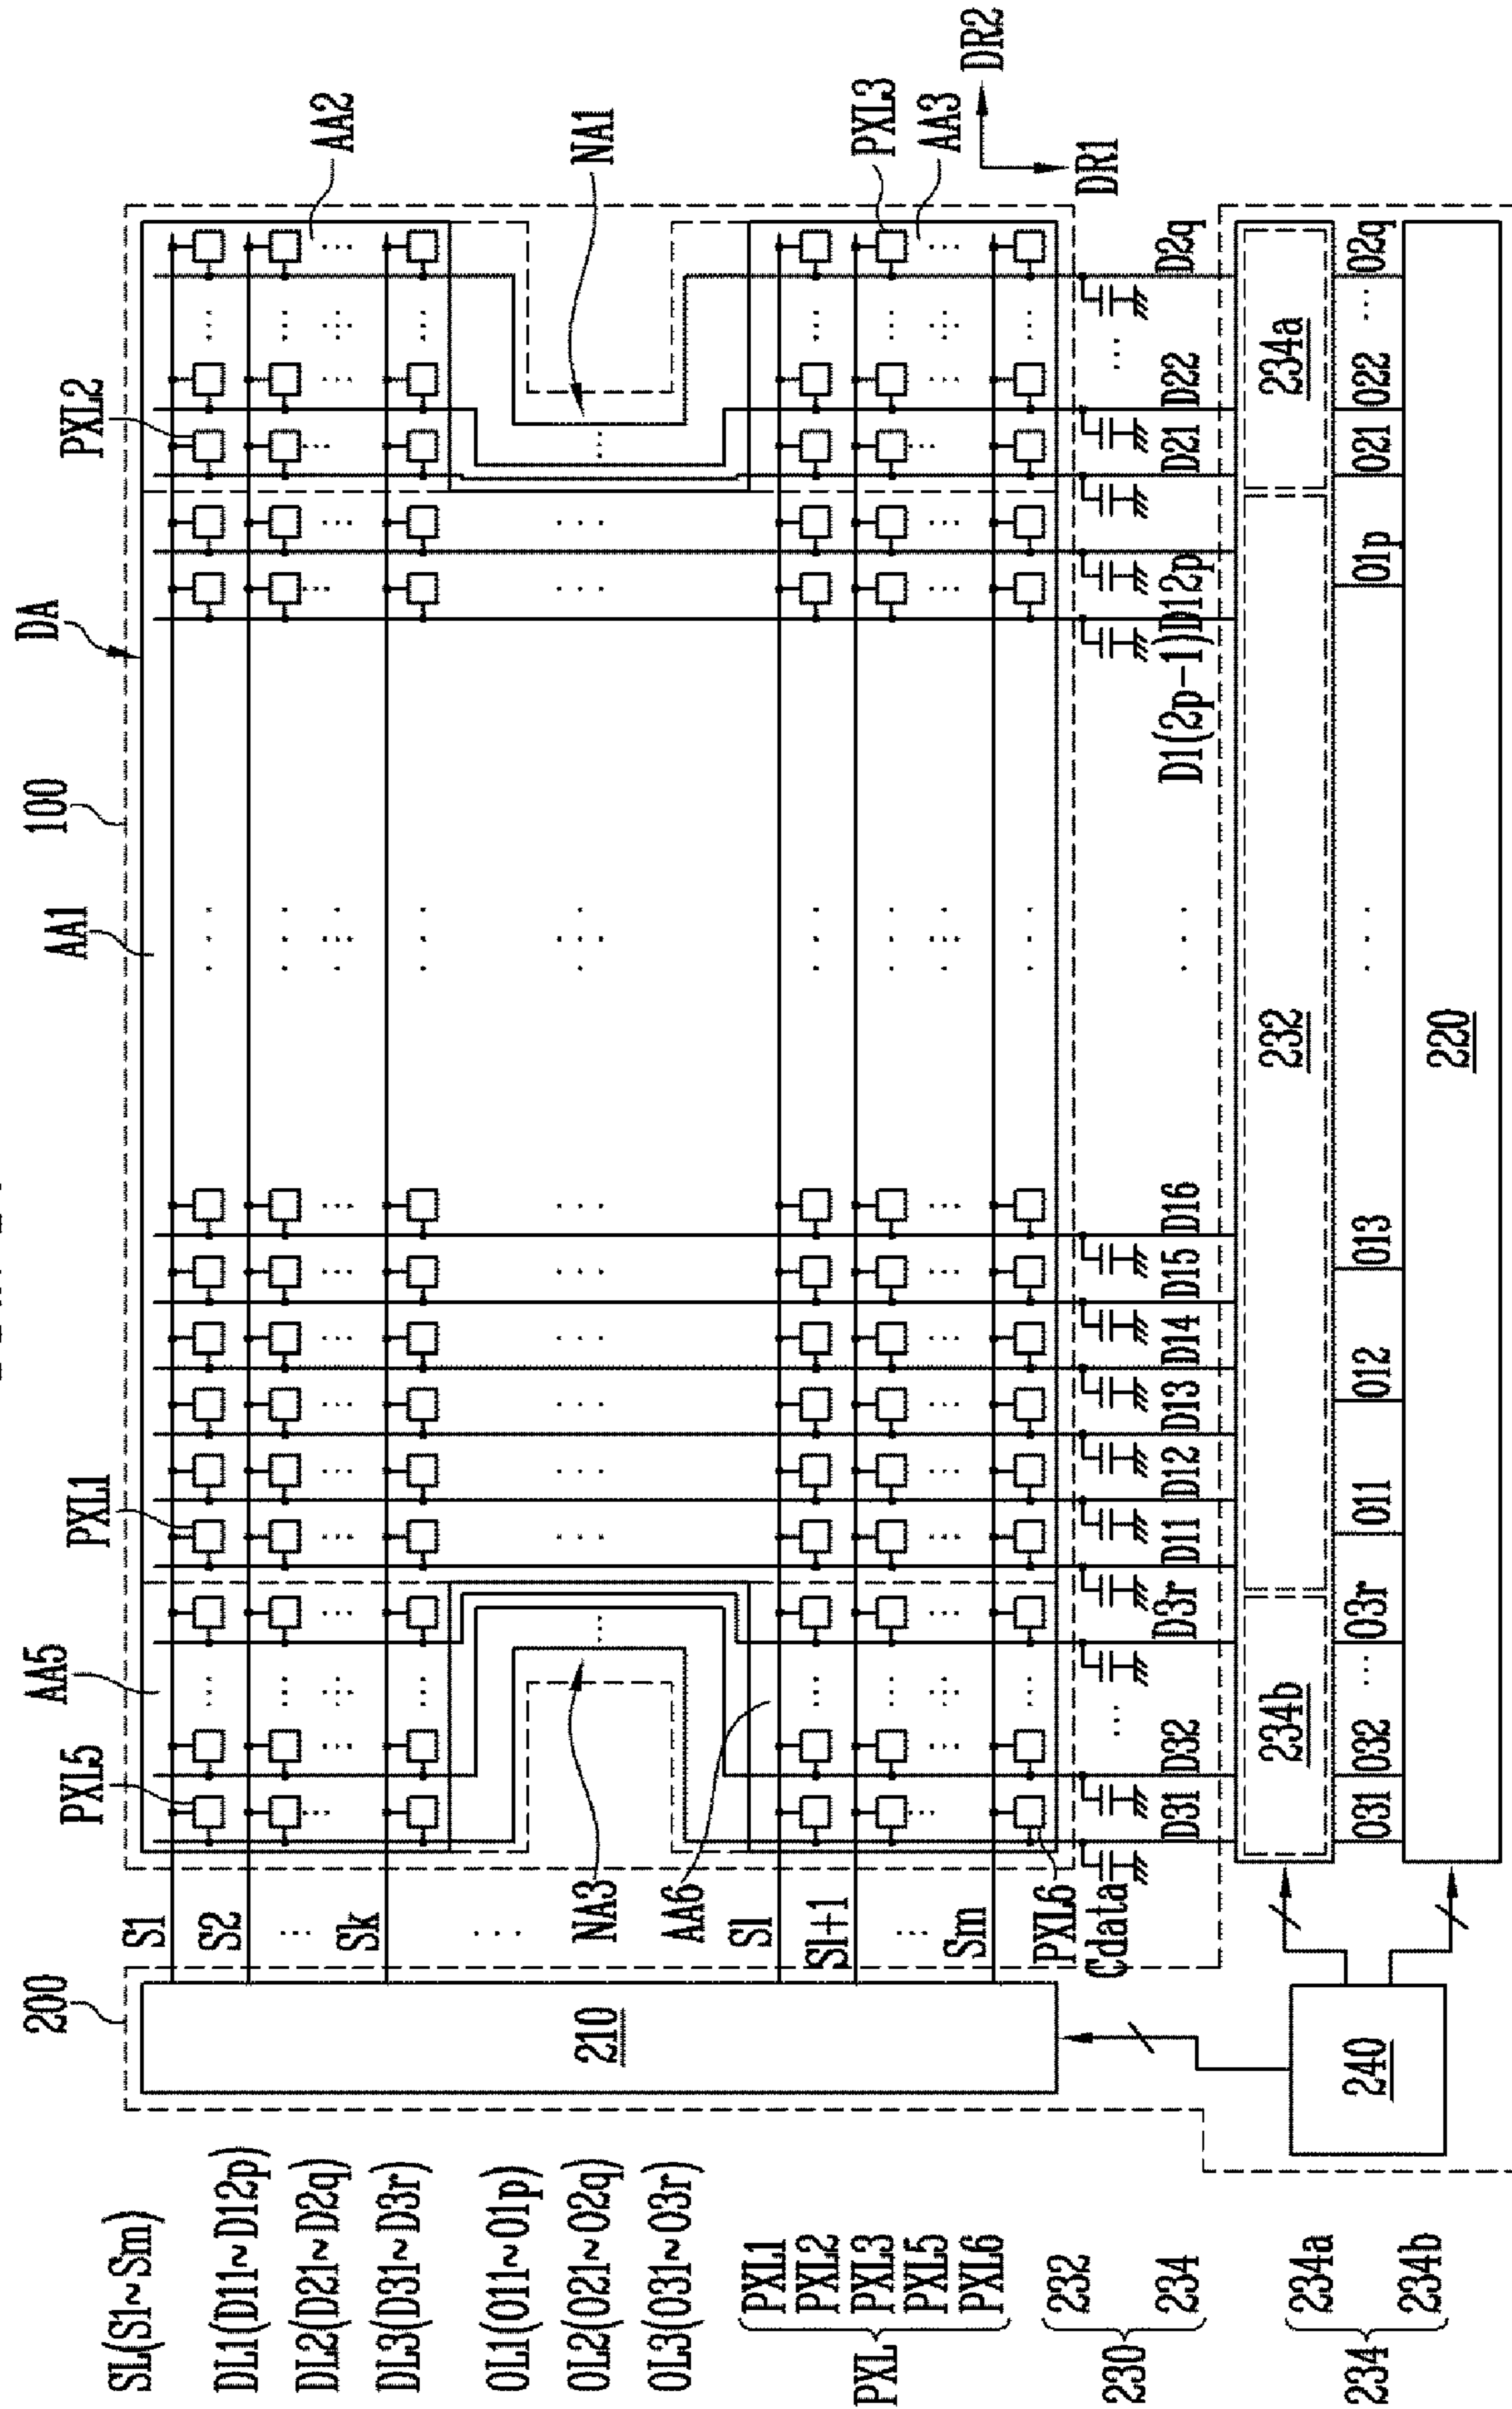 200
100
DA
PXL5
AA5
PXL1
AA1
PXL2
SL(S1~Sm)
S1
DL1(D11~D12p)
S2
DL2(D21~D2q)
AA2
DL3(D31~D3r)
Sk
OL1(O11~O1p)
OL2(O21~O2q)
210
NA3
NA1
OL3(O31~O3r)
AA6
Sl
PXL1
PXL2
PXL3
PXL5
PXL6
PXL
Sl+1
PXL3
AA3
Sm
DR2
PXL6
Cdata
DR1
232
234
230
D31
D32
D3r
D11
D12
D13
D14
D15
D16
D1(2p-1)
D12p
D21
D22
D2q
234b
232
234a
234a
234b
234
240
O31
O32
O3r
O11
O12
O13
O1p
O21
O22
O2q
220